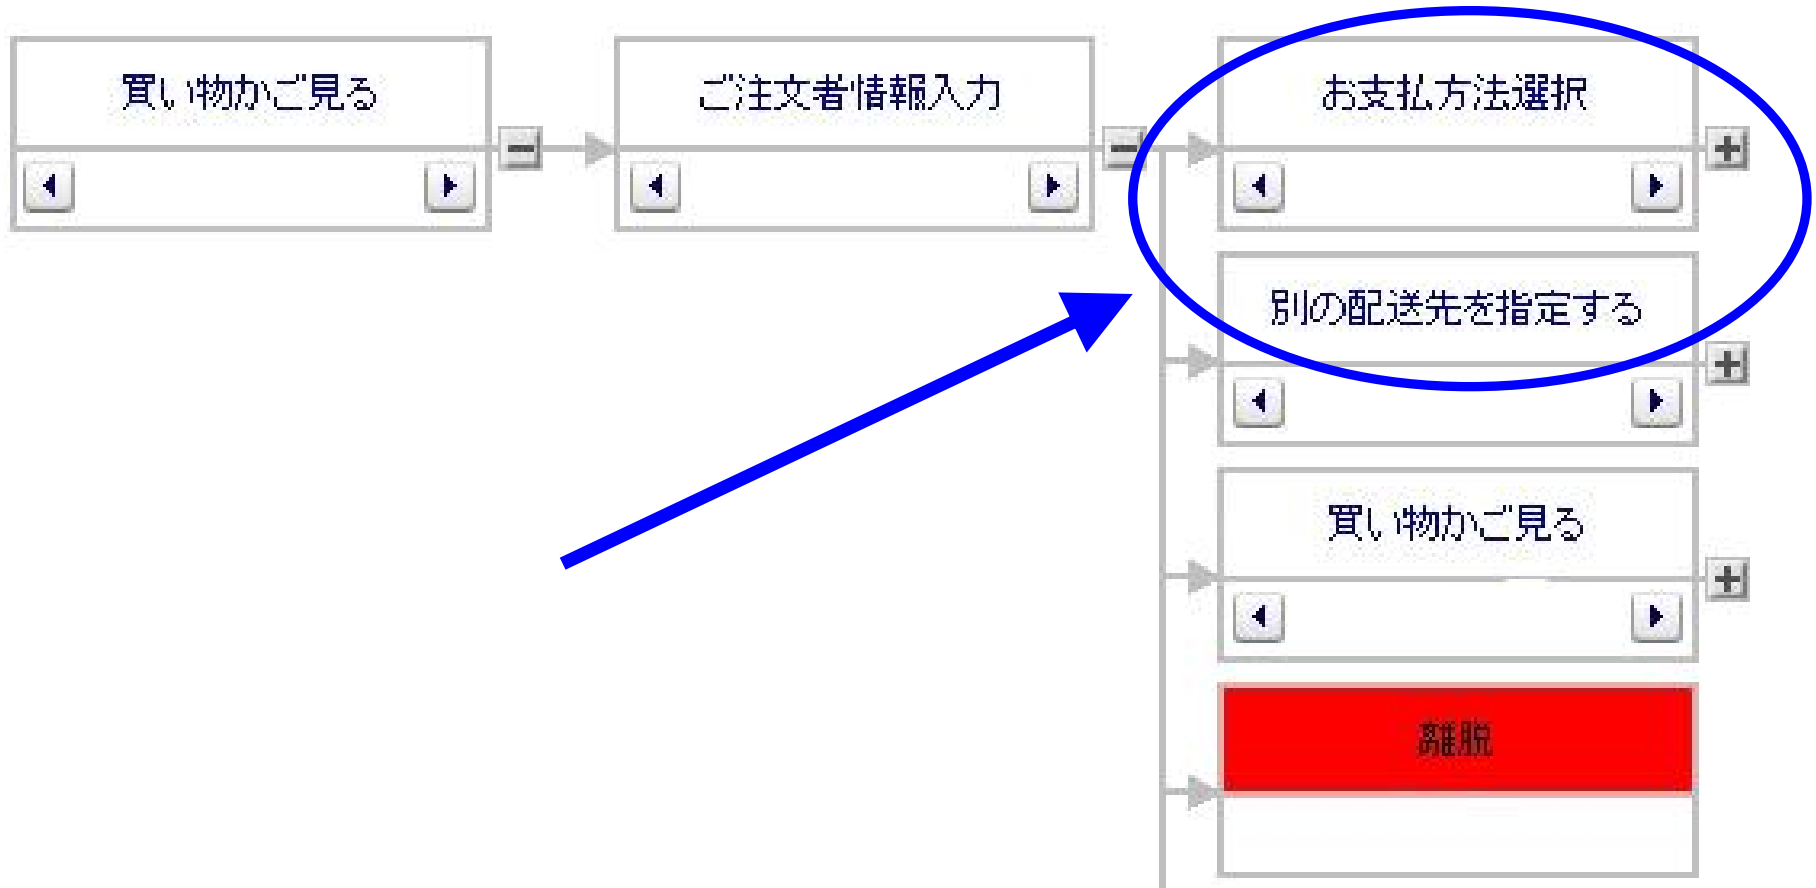 買い物かご見る
ご注文者情報入力
お支払方法選択
別の配送先を指定する
買い物かご見る
離脱